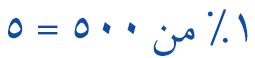 ١٪ من ٥٠٠ = ٥